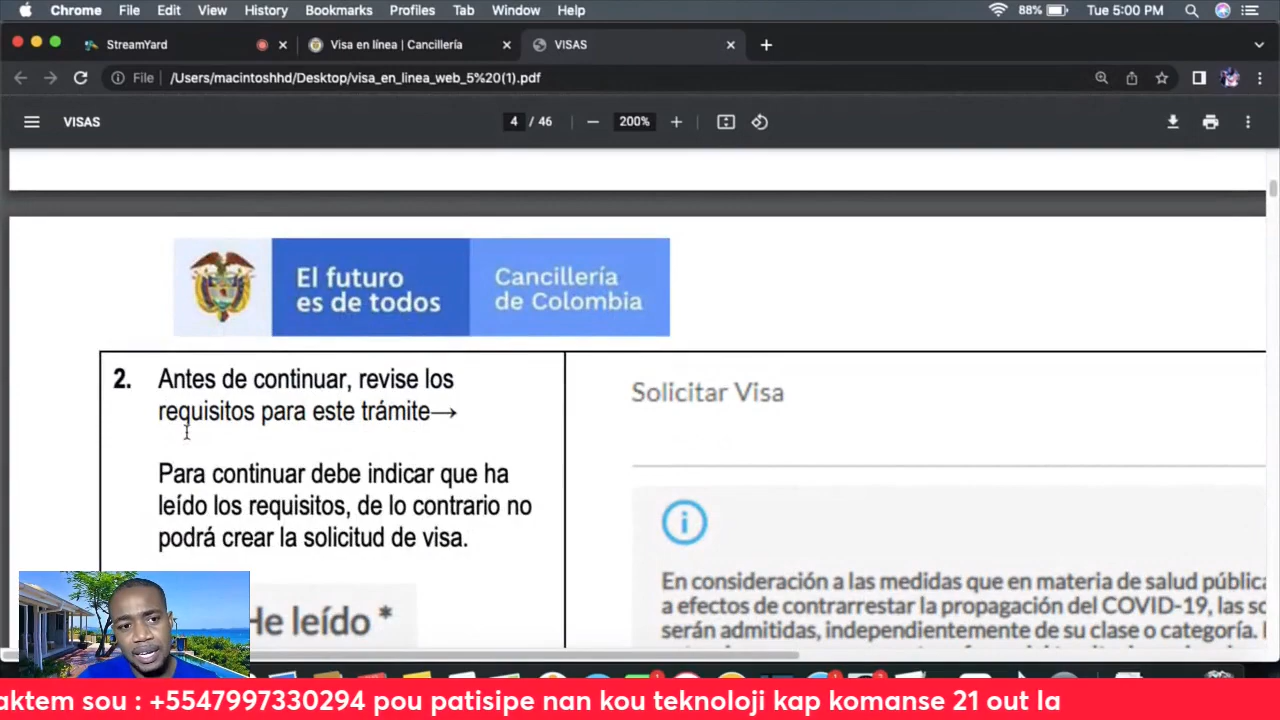 Chrome File Edit View History Bookmarks Profiles Tab Window Help 88% Tue 5:00 PM
StreamYard Visa en línea | Cancillería VISAS
File /Users/macintoshhd/Desktop/visa_en_linea_web_5%20(1).pdf
VISAS 4 / 46 200%
El futuro
es de todos
Cancillería
de Colombia
2. Antes de continuar, revise los
requisitos para este trámite→
Para continuar debe indicar que ha
leído los requisitos, de lo contrario no
podrá crear la solicitud de visa.
He leído *
Solicitar Visa
En consideración a las medidas que en materia de salud pública
a efectos de contrarrestar la propagación del COVID-19, las so
serán admitidas, independientemente de su clase o categoría.
aktem sou : +5547997330294 pou patisipe nan kou teknoloji kap komanse 21 out la